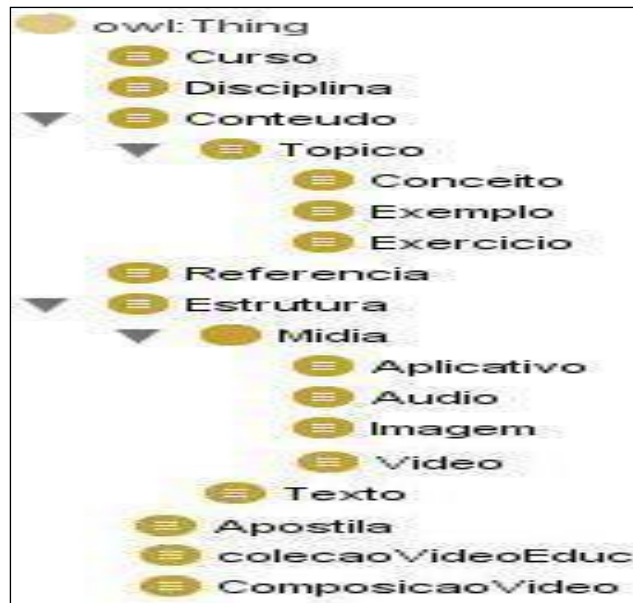 owl:Thing
Curso
Disciplina
Conteudo
Topico
Conceito
Exemplo
Exercicio
Referencia
Estrutura
Midia
Aplicativo
Audio
Imagem
Video
Texto
Apostila
colecaoVideoEduc
ComposicaoVideo